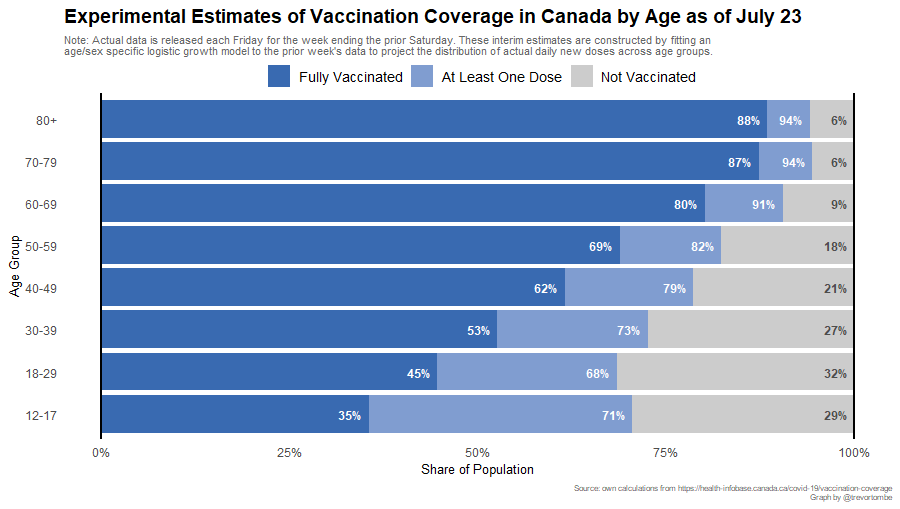 Experimental Estimates of Vaccination Coverage in Canada by Age as of July 23
Note: Actual data is released each Friday for the week ending the prior Saturday. These interim estimates are constructed by fitting an
age/sex specific logistic growth model to the prior week's data to project the distribution of actual daily new doses across age groups.
Fully Vaccinated At Least One Dose Not Vaccinated
80+ 88% 94% 6%
70-79 87% 94% 6%
60-69 80% 91% 9%
50-59 69% 82% 18%
40-49 62% 79% 21%
30-39 53% 73% 27%
18-29 45% 68% 32%
12-17 35% 71% 29%
Age Group
0% 25% 50% 75% 100%
Share of Population
Source: own calculations from https://health-infobase.canada.ca/covid-19/vaccination-coverage
Graph by @trevortombe